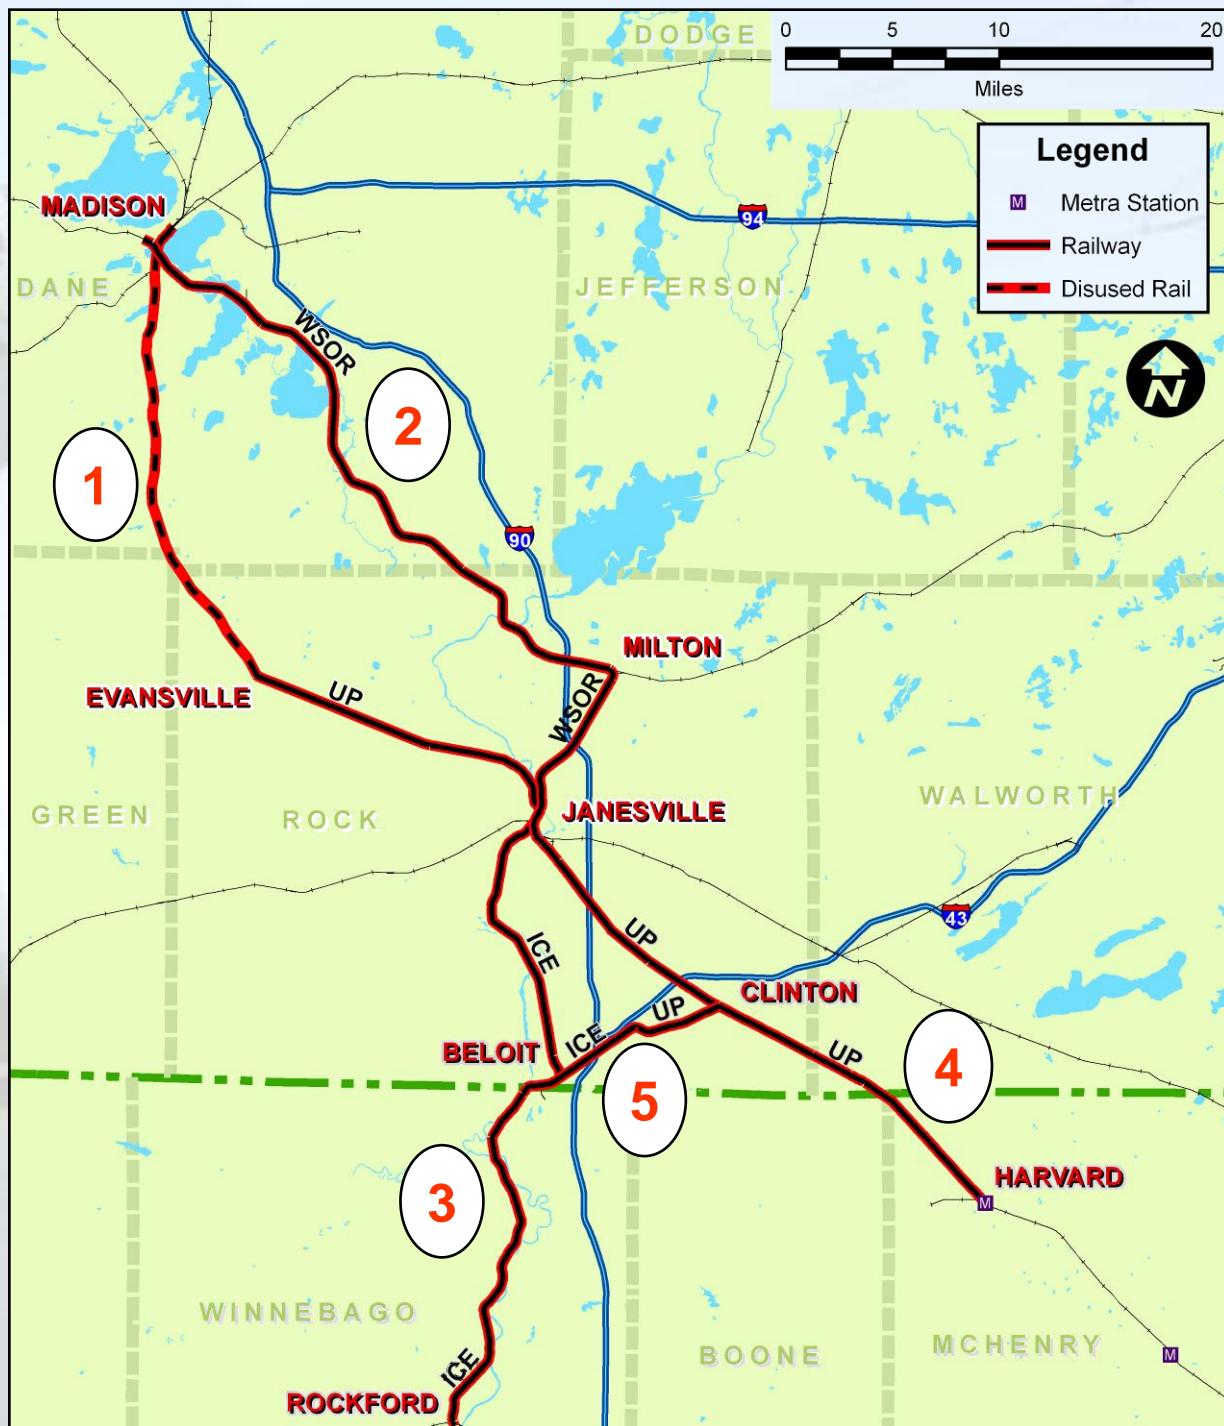 DODGE
0 5 10 20
Miles
Legend
M Metra Station
Railway
Disused Rail
MADISON
94
DANE
JEFFERSON
WSOR
N
2
1
90
MILTON
EVANSVILLE
UP
WSOR
WALWORTH
GREEN
ROCK
JANESVILLE
43
UP
ICE
CLINTON
UP
ICE
BELOIT
UP
4
5
HARVARD
M
3
WINNEBAGO
BOONE
MCHENRY
M
ICE
ROCKFORD